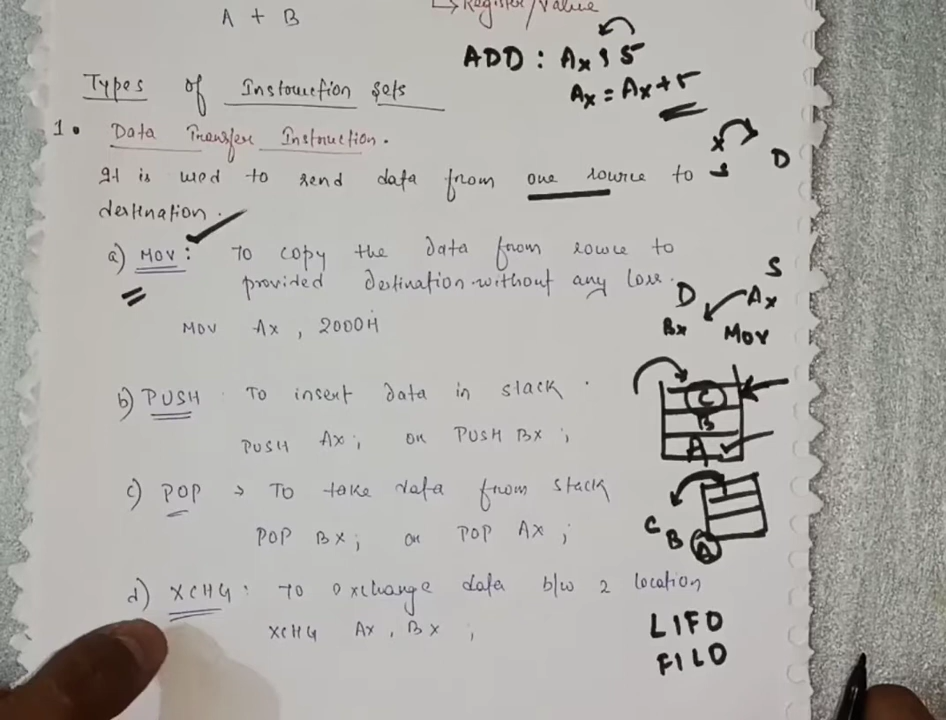 A + B
↳ Register/Value
ADD : Ax, 5
Ax = Ax + 5
Types of Instruction sets
1. Data Transfer Instruction.
It is used to send data from one source to
destination.
S D
a) MOV : To copy the data from source to
provided destination without any loss.
MOV Ax , 2000H
S
D Ax
Bx MOV
b) PUSH To insert data in stack .
PUSH Ax ; or PUSH Bx ;
C
B
A
c) POP → To take data from stack
POP Bx ; or POP Ax ;
C B A
d) XCHG : To exchange data b/w 2 location
XCHG Ax , Bx ;
LIFO
FILO